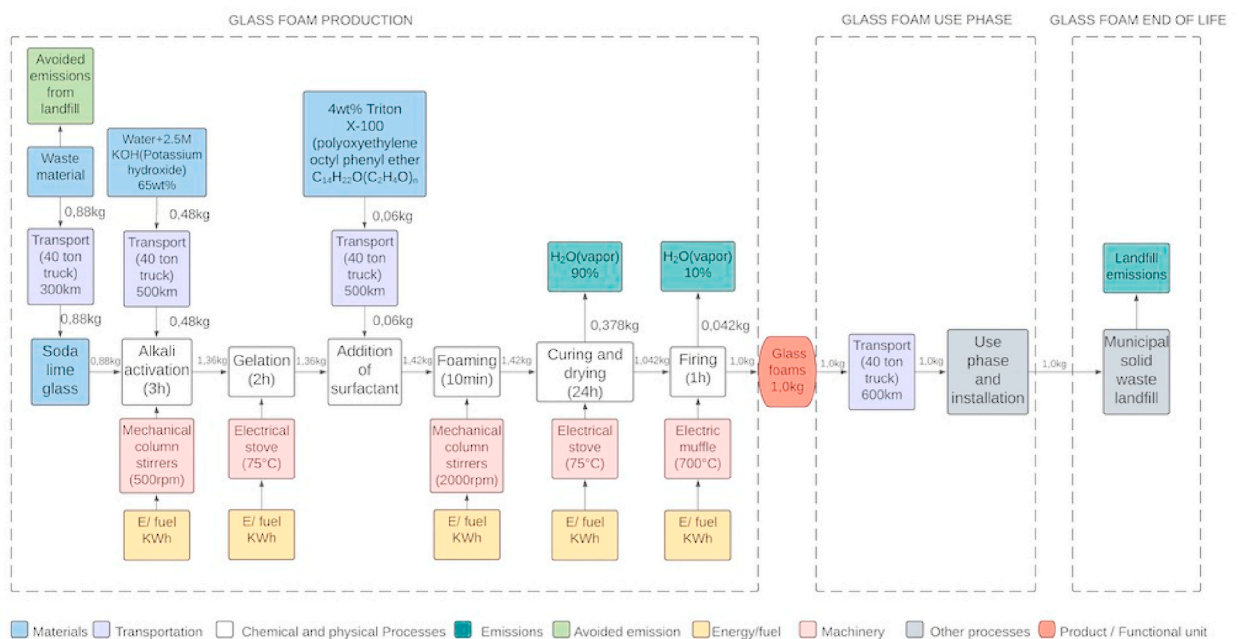 GLASS FOAM PRODUCTION
GLASS FOAM USE PHASE
GLASS FOAM END OF LIFE
Avoided
emissions
from
landfill
Waste
material
0,88kg
Transport
(40 ton
truck)
300km
0,88kg
Soda
lime
glass
0,88kg
Water+2.5M
KOH(Potassium
hydroxide)
65wt%
0,48kg
Transport
(40 ton
truck)
500km
0,48kg
Alkali
activation
(3h)
1,36kg
Mechanical
column
stirrers
(500rpm)
E/ fuel
KWh
Gelation
(2h)
1,36kg
Electrical
stove
(75°C)
E/ fuel
KWh
4wt% Triton
X-100
(polyoxyethylene
octyl phenyl ether
C₁₄H₂₂O(C₂H₄O)ₙ
0,06kg
Transport
(40 ton
truck)
500km
0,06kg
Addition
of
surfactant
1,42kg
Foaming
(10min)
1,42kg
Mechanical
column
stirrers
(2000rpm)
E/ fuel
KWh
H₂O(vapor)
90%
0,378kg
Curing and
drying
(24h)
1,042kg
Electrical
stove
(75°C)
E/ fuel
KWh
H₂O(vapor)
10%
0,042kg
Firing
(1h)
1,0kg
Electric
muffle
(700°C)
E/ fuel
KWh
Glass
foams
1,0kg
1,0kg
Transport
(40 ton
truck)
600km
1,0kg
Use
phase
and
installation
1,0kg
Landfill
emissions
Municipal
solid
waste
landfill
Materials
Transportation
Chemical and physical Processes
Emissions
Avoided emission
Energy/fuel
Machinery
Other processes
Product / Functional unit